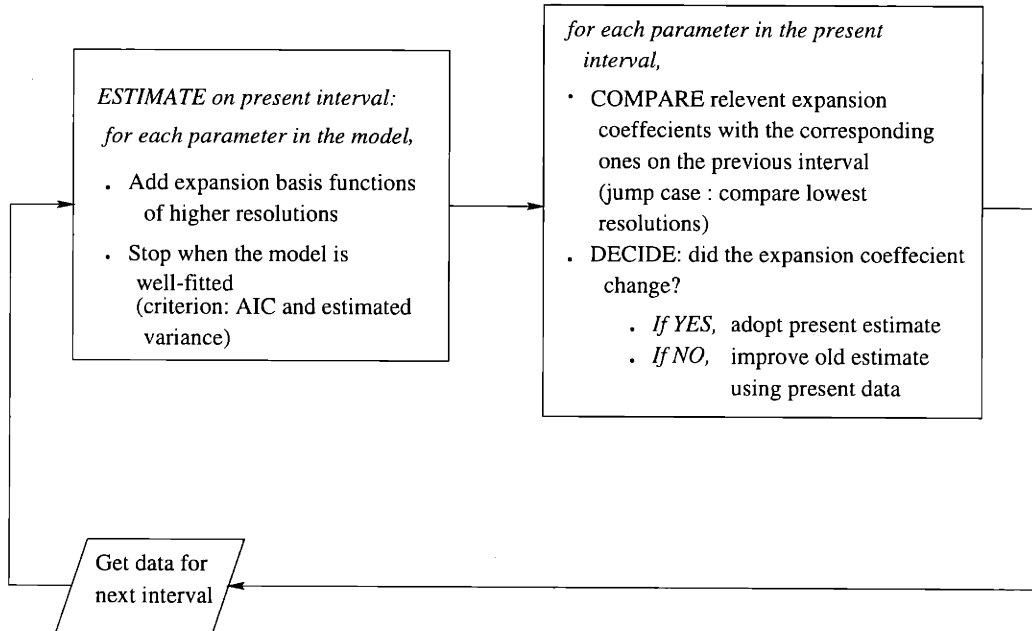 ESTIMATE on present interval:
for each parameter in the model,
. Add expansion basis functions
of higher resolutions
. Stop when the model is
well-fitted
(criterion: AIC and estimated
variance)
for each parameter in the present
interval,
· COMPARE relevent expansion
coeffecients with the corresponding
ones on the previous interval
(jump case : compare lowest
resolutions)
. DECIDE: did the expansion coeffecient
change?
. If YES, adopt present estimate
. If NO, improve old estimate
using present data
Get data for
next interval